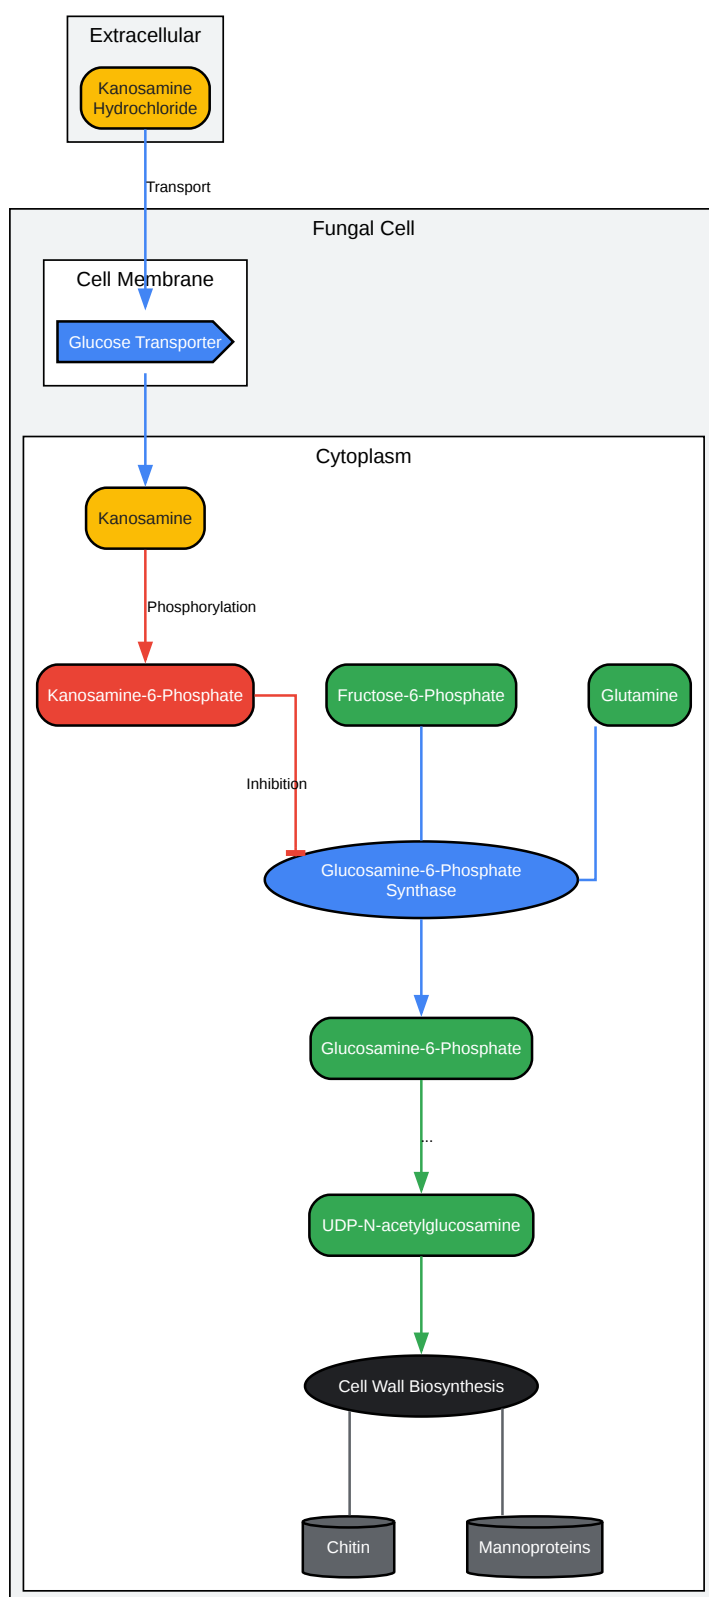 Extracellular
Kanosamine
Hydrochloride
Transport
Fungal Cell
Cell Membrane
Glucose Transporter
Cytoplasm
Kanosamine
Phosphorylation
Kanosamine-6-Phosphate
Fructose-6-Phosphate
Glutamine
Inhibition
Glucosamine-6-Phosphate
Synthase
Glucosamine-6-Phosphate
...
UDP-N-acetylglucosamine
Cell Wall Biosynthesis
Chitin
Mannoproteins